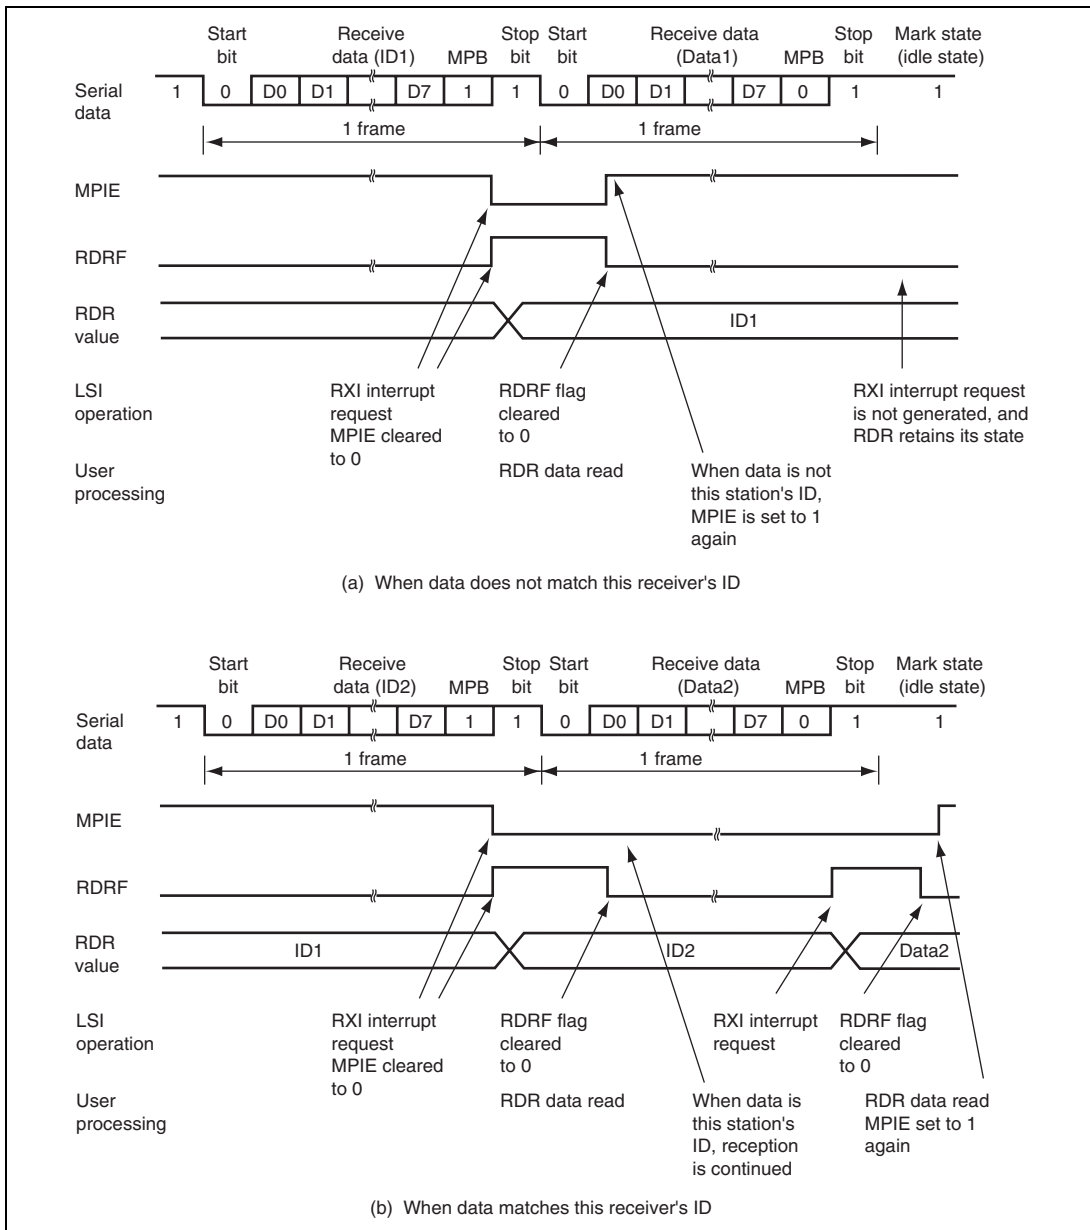 Start bit
Receive data (ID1)
MPB
Stop bit
Start bit
Receive data (Data1)
MPB
Stop bit
Mark state (idle state)
Serial data
1 0 D0 D1 D7 1 1 0 D0 D1 D7 0 1 1
1 frame
1 frame
MPIE
RDRF
RDR value
ID1
LSI operation
RXI interrupt request MPIE cleared to 0
RDRF flag cleared to 0
RXI interrupt request is not generated, and RDR retains its state
User processing
RDR data read
When data is not this station's ID, MPIE is set to 1 again
(a) When data does not match this receiver's ID
Start bit
Receive data (ID2)
MPB
Stop bit
Start bit
Receive data (Data2)
MPB
Stop bit
Mark state (idle state)
Serial data
1 0 D0 D1 D7 1 1 0 D0 D1 D7 0 1 1
1 frame
1 frame
MPIE
RDRF
RDR value
ID1
ID2
Data2
LSI operation
RXI interrupt request MPIE cleared to 0
RDRF flag cleared to 0
RXI interrupt request
RDRF flag cleared to 0
User processing
RDR data read
When data is this station's ID, reception is continued
RDR data read MPIE set to 1 again
(b) When data matches this receiver's ID